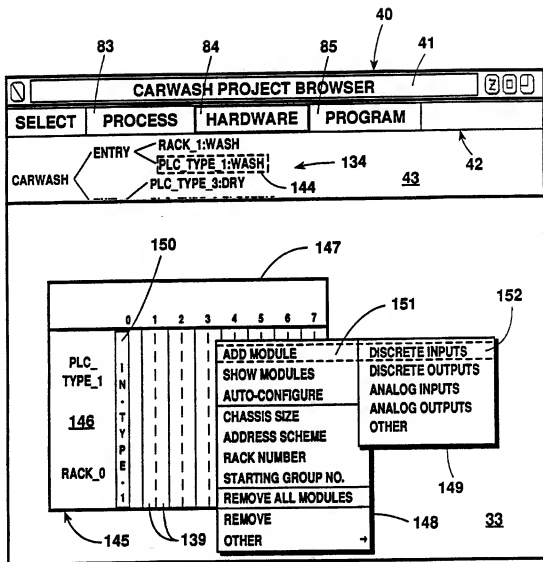 40
83 84 85 41
CARWASH PROJECT BROWSER
Z
SELECT PROCESS HARDWARE PROGRAM
42
ENTRY
RACK_1:WASH
PLC_TYPE_1:WASH
134
CARWASH
PLC_TYPE_3:DRY
144
43
150
147
0 1 2 3 4 5 6 7
151
152
PLC_
TYPE_1
146
RACK_0
IN-TYPE-1
ADD MODULE
SHOW MODULES
AUTO-CONFIGURE
CHASSIS SIZE
ADDRESS SCHEME
RACK NUMBER
STARTING GROUP NO.
REMOVE ALL MODULES
REMOVE
OTHER →
DISCRETE INPUTS
DISCRETE OUTPUTS
ANALOG INPUTS
ANALOG OUTPUTS
OTHER
149
148
33
145
139